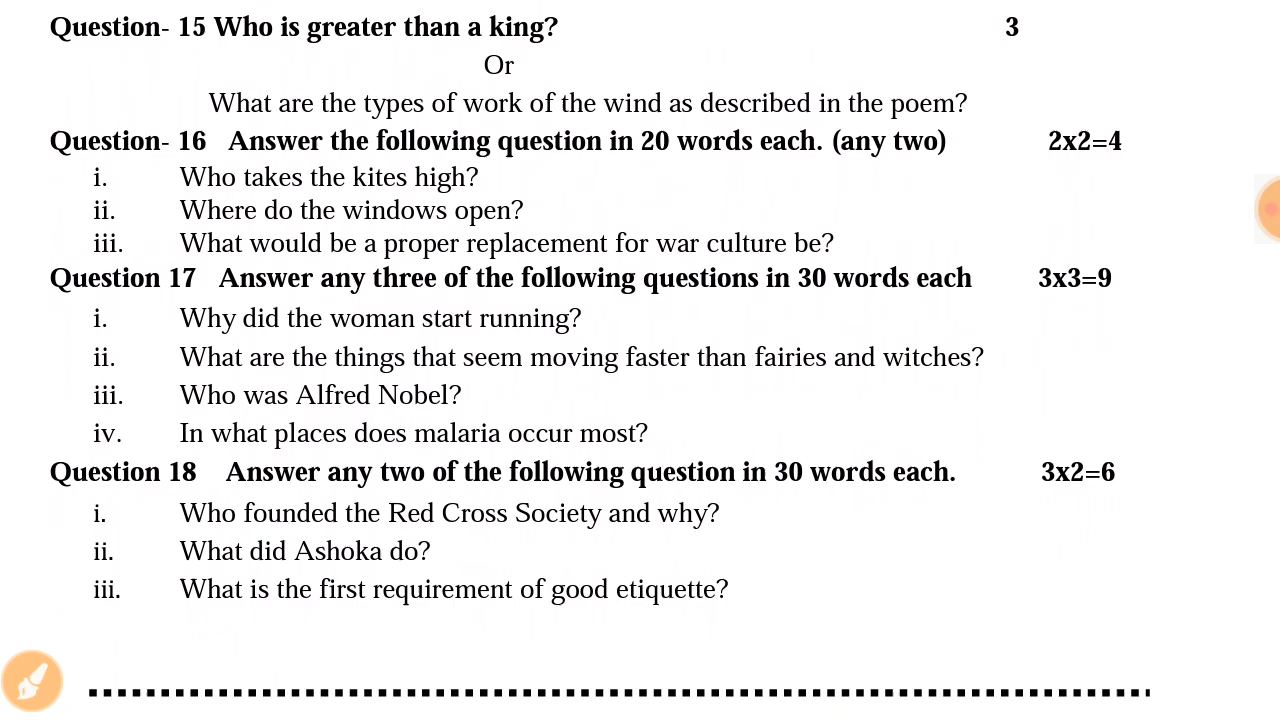 Question- 15 Who is greater than a king? 3
Or
What are the types of work of the wind as described in the poem?
Question- 16 Answer the following question in 20 words each. (any two) 2x2=4
i. Who takes the kites high?
ii. Where do the windows open?
iii. What would be a proper replacement for war culture be?
Question 17 Answer any three of the following questions in 30 words each 3x3=9
i. Why did the woman start running?
ii. What are the things that seem moving faster than fairies and witches?
iii. Who was Alfred Nobel?
iv. In what places does malaria occur most?
Question 18 Answer any two of the following question in 30 words each. 3x2=6
i. Who founded the Red Cross Society and why?
ii. What did Ashoka do?
iii. What is the first requirement of good etiquette?